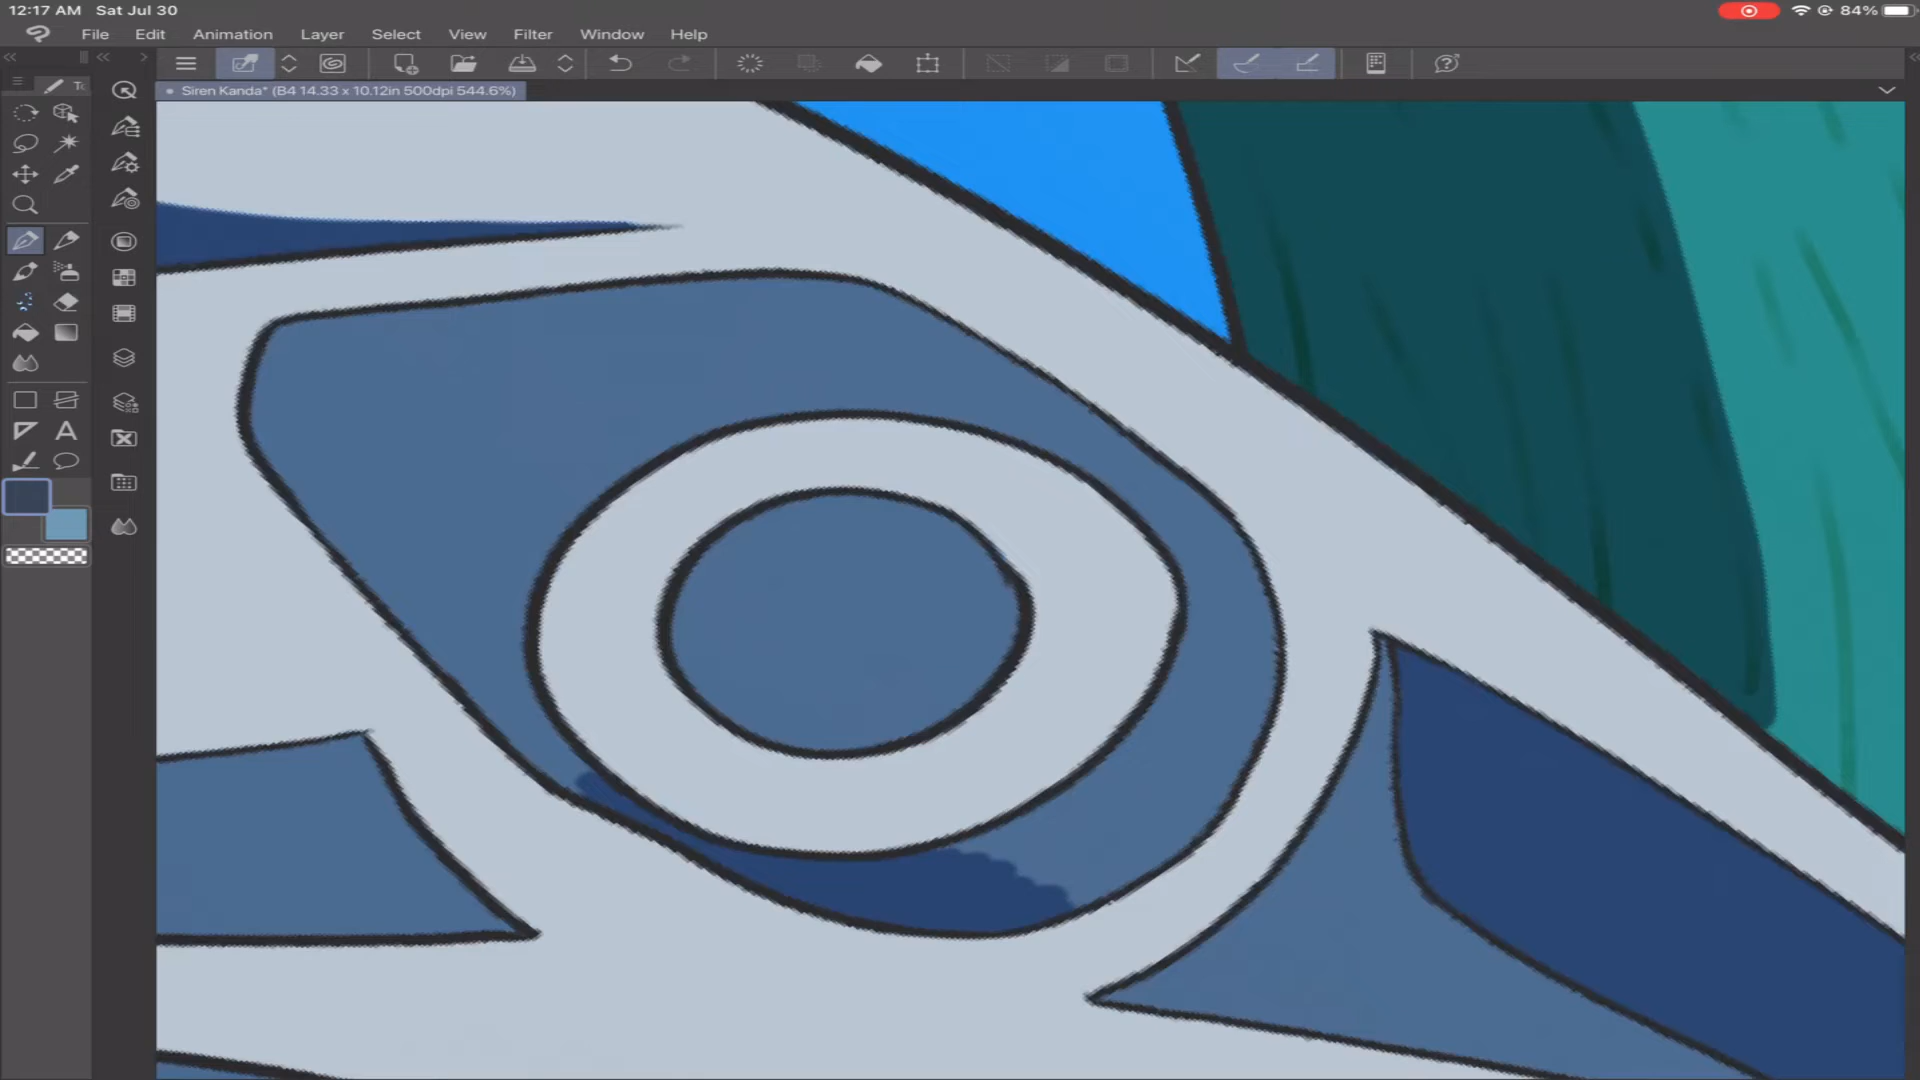 12:17 AM Sat Jul 30
84%
File Edit Animation Layer Select View Filter Window Help
Siren Kanda* (B4 14.33 x 10.12in 500dpi 544.6%)